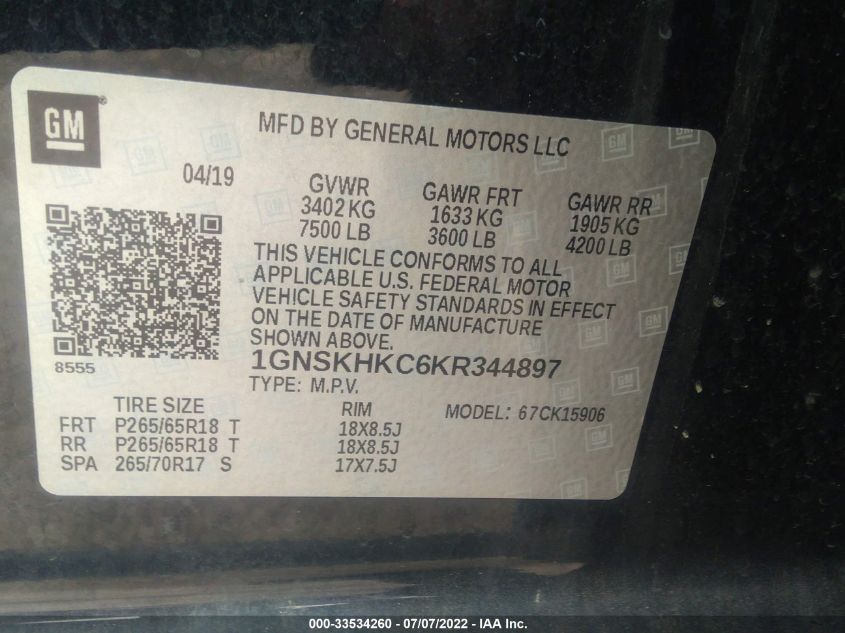 GM
MFD BY GENERAL MOTORS LLC
04/19
GVWR GAWR FRT GAWR RR
3402 KG 1633 KG 1905 KG
7500 LB 3600 LB 4200 LB
THIS VEHICLE CONFORMS TO ALL
APPLICABLE U.S. FEDERAL MOTOR
VEHICLE SAFETY STANDARDS IN EFFECT
ON THE DATE OF MANUFACTURE
SHOWN ABOVE.
8555
1GNSKHKC6KR344897
TYPE: M.P.V.
TIRE SIZE RIM MODEL: 67CK15906
FRT P265/65R18 T 18X8.5J
RR P265/65R18 T 18X8.5J
SPA 265/70R17 S 17X7.5J
000-33534260 - 07/07/2022 - IAA Inc.